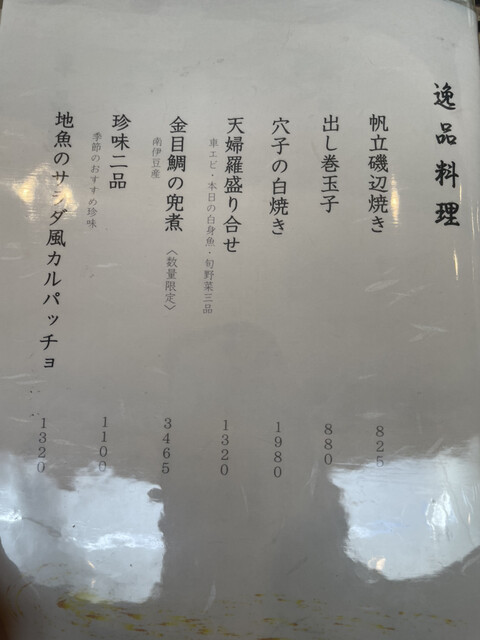 逸品料理
帆立磯辺焼き
825
出し巻玉子
880
穴子の白焼き
1980
天婦羅盛り合せ
車エビ・本日の白身魚・旬野菜三品
1320
金目鯛の兜煮〈数量限定〉
南伊豆産
3465
珍味二品
季節のおすすめ珍味
1100
地魚のサラダ風カルパッチョ
1320